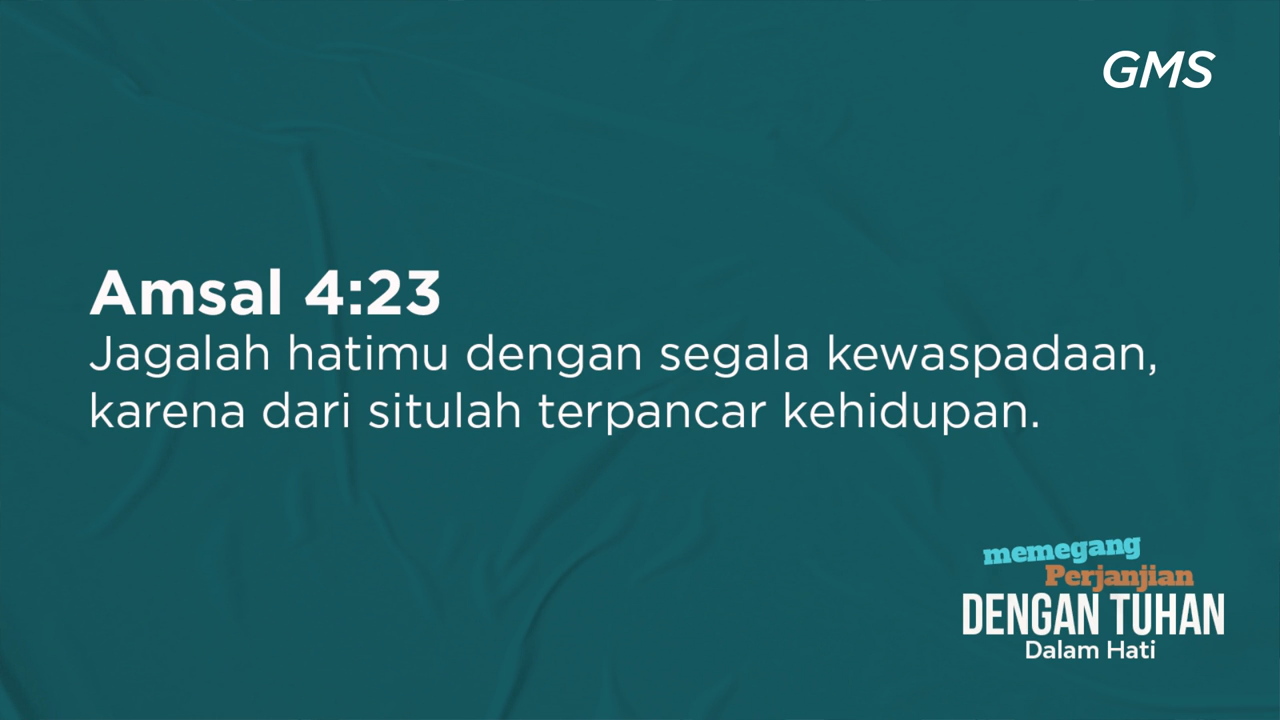 GMS
Amsal 4:23
Jagalah hatimu dengan segala kewaspadaan,
karena dari situlah terpancar kehidupan.
memegang
Perjanjian
DENGAN TUHAN
Dalam Hati